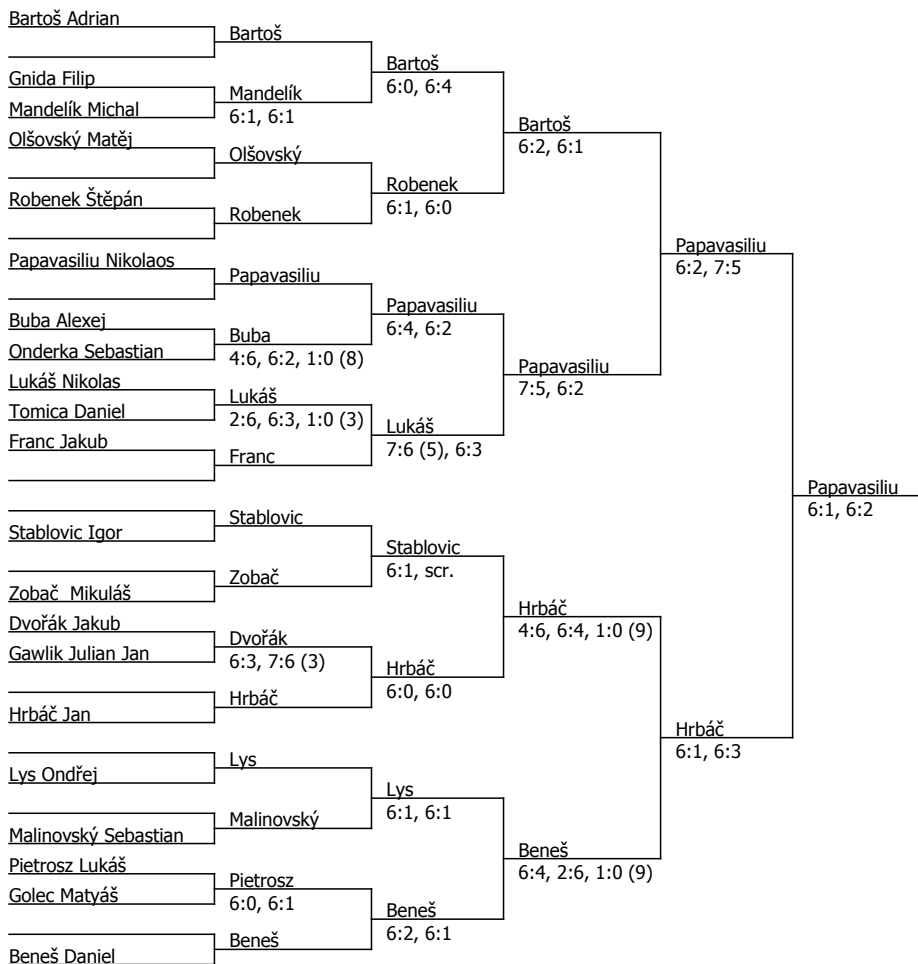 Bartoš Adrian
Gnida Filip
Mandelík Michal
Olšovský Matěj
Robenek Štěpán
Papavasiliu Nikolaos
Buba Alexej
Onderka Sebastian
Lukáš Nikolas
Tomica Daniel
Franc Jakub
Stablovic Igor
Zobač  Mikuláš
Dvořák Jakub
Gawlik Julian Jan
Hrbáč Jan
Lys Ondřej
Malinovský Sebastian
Pietrosz Lukáš
Golec Matyáš
Beneš Daniel
Bartoš
Mandelík
6:1, 6:1
Olšovský
Robenek
Papavasiliu
Buba
4:6, 6:2, 1:0 (8)
Lukáš
2:6, 6:3, 1:0 (3)
Franc
Stablovic
Zobač
Dvořák
6:3, 7:6 (3)
Hrbáč
Lys
Malinovský
Pietrosz
6:0, 6:1
Beneš
Bartoš
6:0, 6:4
Robenek
6:1, 6:0
Papavasiliu
6:4, 6:2
Lukáš
7:6 (5), 6:3
Stablovic
6:1, scr.
Hrbáč
6:0, 6:0
Lys
6:1, 6:1
Beneš
6:2, 6:1
Bartoš
6:2, 6:1
Papavasiliu
7:5, 6:2
Hrbáč
4:6, 6:4, 1:0 (9)
Beneš
6:4, 2:6, 1:0 (9)
Papavasiliu
6:2, 7:5
Hrbáč
6:1, 6:3
Papavasiliu
6:1, 6:2